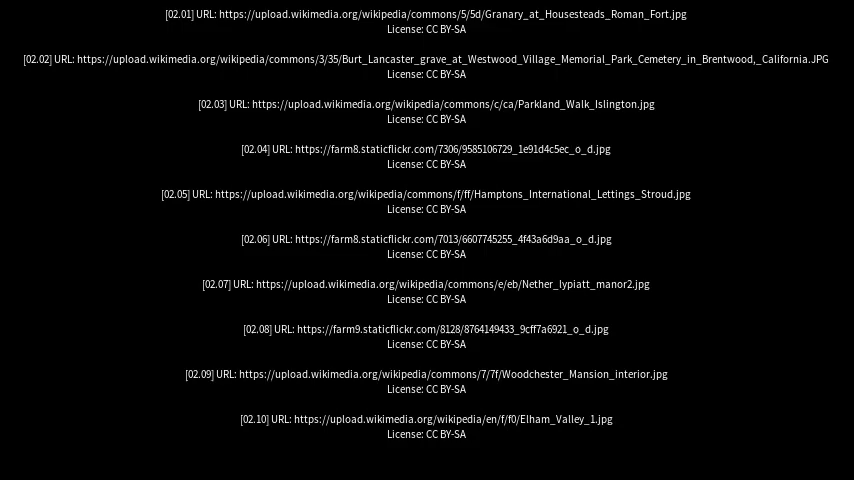 [02.01] URL: https://upload.wikimedia.org/wikipedia/commons/5/5d/Granary_at_Housesteads_Roman_Fort.jpg
License: CC BY-SA
[02.02] URL: https://upload.wikimedia.org/wikipedia/commons/3/35/Burt_Lancaster_grave_at_Westwood_Village_Memorial_Park_Cemetery_in_Brentwood,_California.JPG
License: CC BY-SA
[02.03] URL: https://upload.wikimedia.org/wikipedia/commons/c/ca/Parkland_Walk_Islington.jpg
License: CC BY-SA
[02.04] URL: https://farm8.staticflickr.com/7306/9585106729_1e91d4c5ec_o_d.jpg
License: CC BY-SA
[02.05] URL: https://upload.wikimedia.org/wikipedia/commons/f/ff/Hamptons_International_Lettings_Stroud.jpg
License: CC BY-SA
[02.06] URL: https://farm8.staticflickr.com/7013/6607745255_4f43a6d9aa_o_d.jpg
License: CC BY-SA
[02.07] URL: https://upload.wikimedia.org/wikipedia/commons/e/eb/Nether_lypiatt_manor2.jpg
License: CC BY-SA
[02.08] URL: https://farm9.staticflickr.com/8128/8764149433_9cff7a6921_o_d.jpg
License: CC BY-SA
[02.09] URL: https://upload.wikimedia.org/wikipedia/commons/7/7f/Woodchester_Mansion_interior.jpg
License: CC BY-SA
[02.10] URL: https://upload.wikimedia.org/wikipedia/en/f/f0/Elham_Valley_1.jpg
License: CC BY-SA